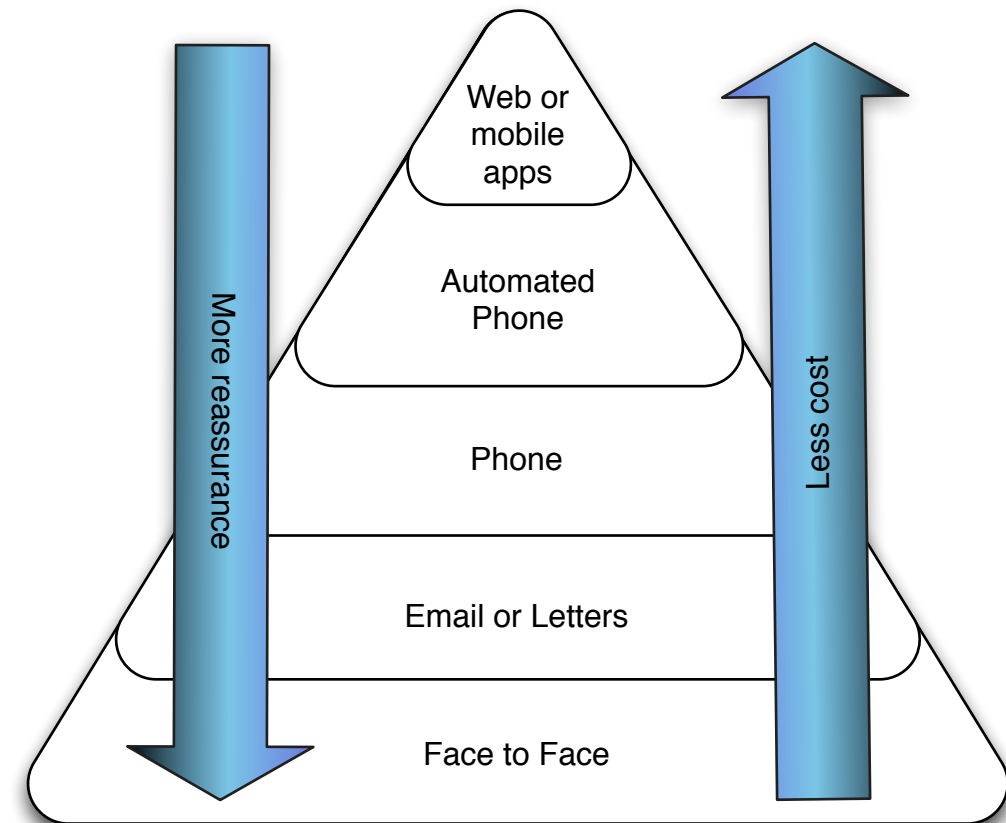 Web or
mobile
apps
Automated
Phone
More reassurance
Less cost
Phone
Email or Letters
Face to Face